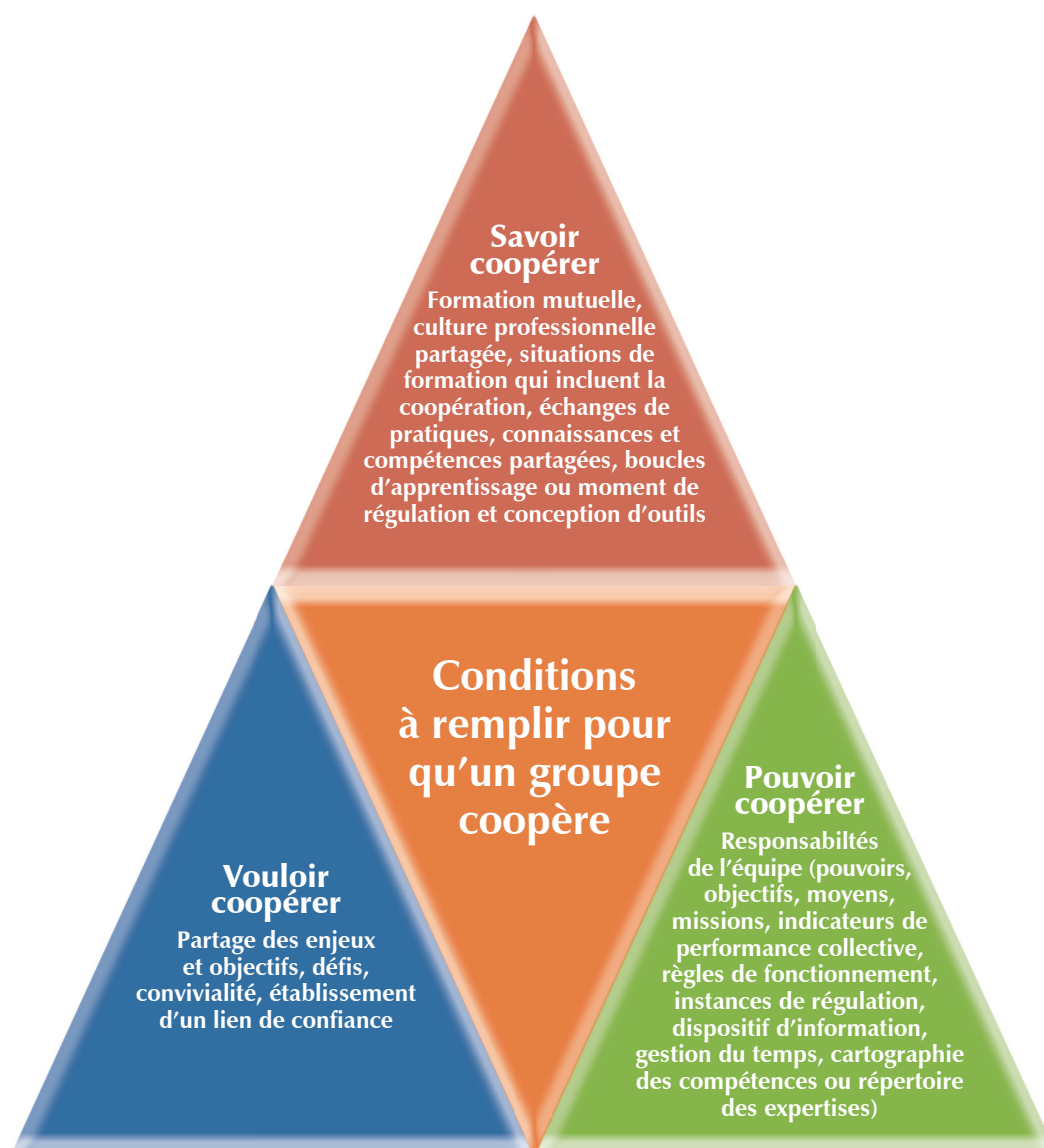 Savoir
coopérer
Formation mutuelle,
culture professionnelle
partagée, situations de
formation qui incluent la
coopération, échanges de
pratiques, connaissances et
compétences partagées, boucles
d’apprentissage ou moment de
régulation et conception d’outils
Conditions
à remplir pour
qu’un groupe
coopère
Vouloir
coopérer
Partage des enjeux
et objectifs, défis,
convivialité, établissement
d’un lien de confiance
Pouvoir
coopérer
Responsabiltés
de l’équipe (pouvoirs,
objectifs, moyens,
missions, indicateurs de
performance collective,
règles de fonctionnement,
instances de régulation,
dispositif d’information,
gestion du temps, cartographie
des compétences ou répertoire
des expertises)